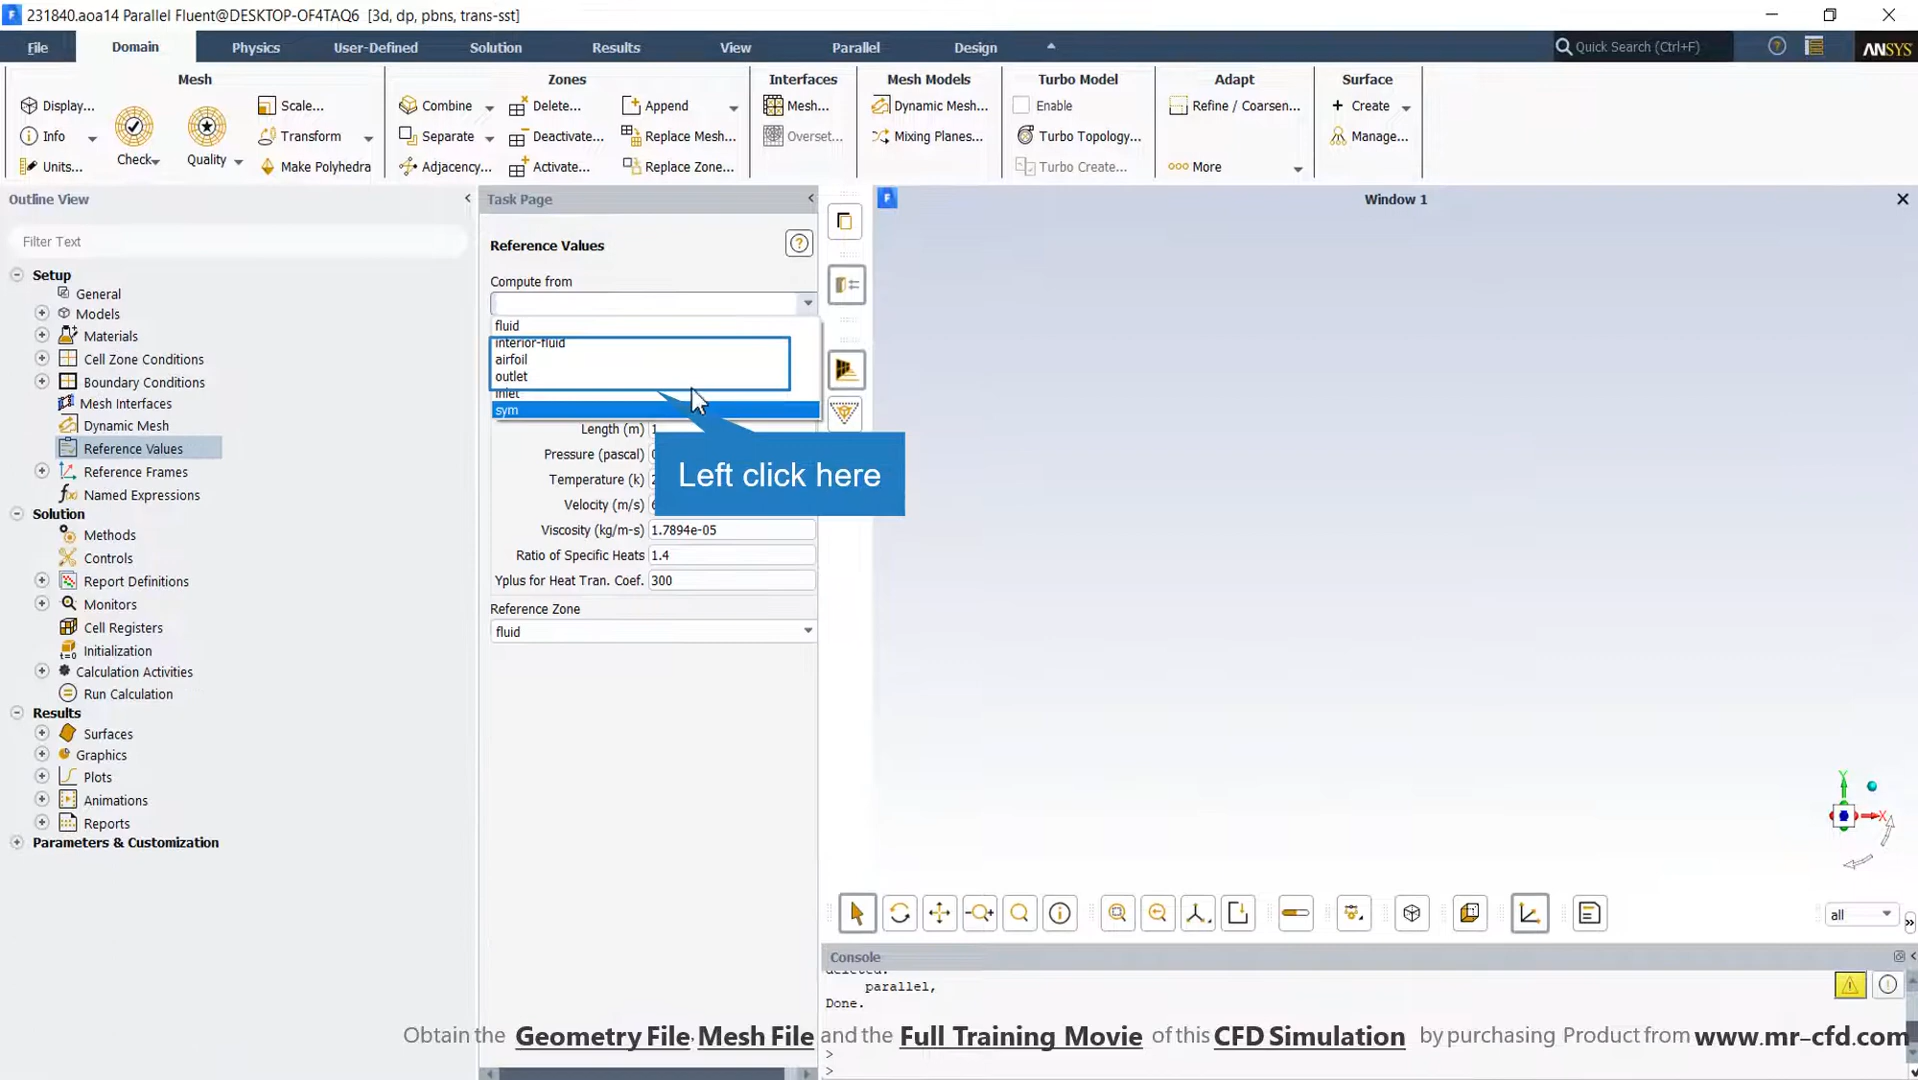 231840.aoa14 Parallel Fluent@DESKTOP-OF4TAQ6 [3d, dp, pbns, trans-sst]
File Domain Physics User-Defined Solution Results View Parallel Design Quick Search (Ctrl+F) ANSYS
Mesh
Display...
Info
Units...
Check
Quality
Scale...
Transform
Make Polyhedra
Zones
Combine
Separate
Adjacency...
Delete...
Deactivate...
Activate...
Append
Replace Mesh...
Replace Zone...
Interfaces
Mesh...
Overset...
Mesh Models
Dynamic Mesh...
Mixing Planes...
Turbo Model
Enable
Turbo Topology...
Turbo Create...
Adapt
Refine / Coarsen...
More
Surface
Create
Manage...
Outline View
Filter Text
Setup
General
Models
Materials
Cell Zone Conditions
Boundary Conditions
Mesh Interfaces
Dynamic Mesh
Reference Values
Reference Frames
Named Expressions
Solution
Methods
Controls
Report Definitions
Monitors
Cell Registers
Initialization
Calculation Activities
Run Calculation
Results
Surfaces
Graphics
Plots
Animations
Reports
Parameters & Customization
Task Page
Reference Values
Compute from
fluid
interior-fluid
airfoil
outlet
inlet
sym
Length (m) 1
Pressure (pascal)
Temperature (k) 2
Velocity (m/s)
Viscosity (kg/m-s) 1.7894e-05
Ratio of Specific Heats 1.4
Yplus for Heat Tran. Coef. 300
Reference Zone
fluid
Left click here
Window 1
Y
X
all
Console
deleted.
parallel,
Done.
>
>
Obtain the Geometry File, Mesh File and the Full Training Movie of this CFD Simulation by purchasing Product from www.mr-cfd.com